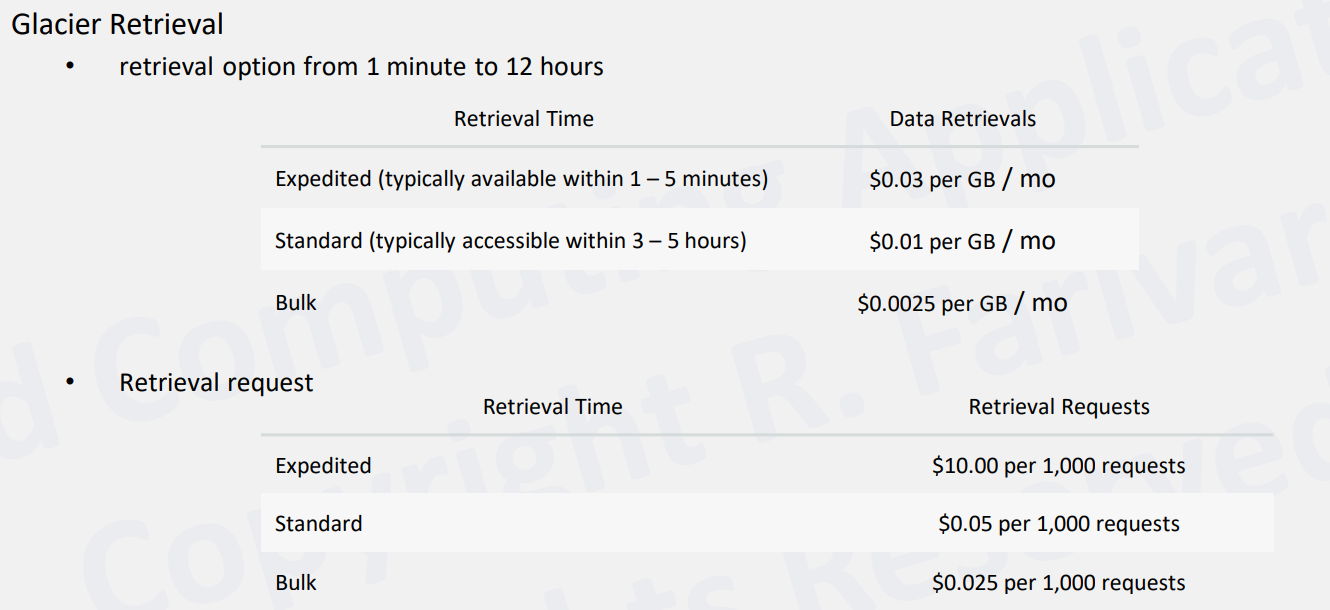 Glacier Retrieval
• retrieval option from 1 minute to 12 hours
Retrieval Time Data Retrievals
Expedited (typically available within 1 – 5 minutes) $0.03 per GB / mo
Standard (typically accessible within 3 – 5 hours) $0.01 per GB / mo
Bulk $0.0025 per GB / mo
• Retrieval request
Retrieval Time Retrieval Requests
Expedited $10.00 per 1,000 requests
Standard $0.05 per 1,000 requests
Bulk $0.025 per 1,000 requests
d Computing Applicat
Copyright R. Farivar
ts Reserved